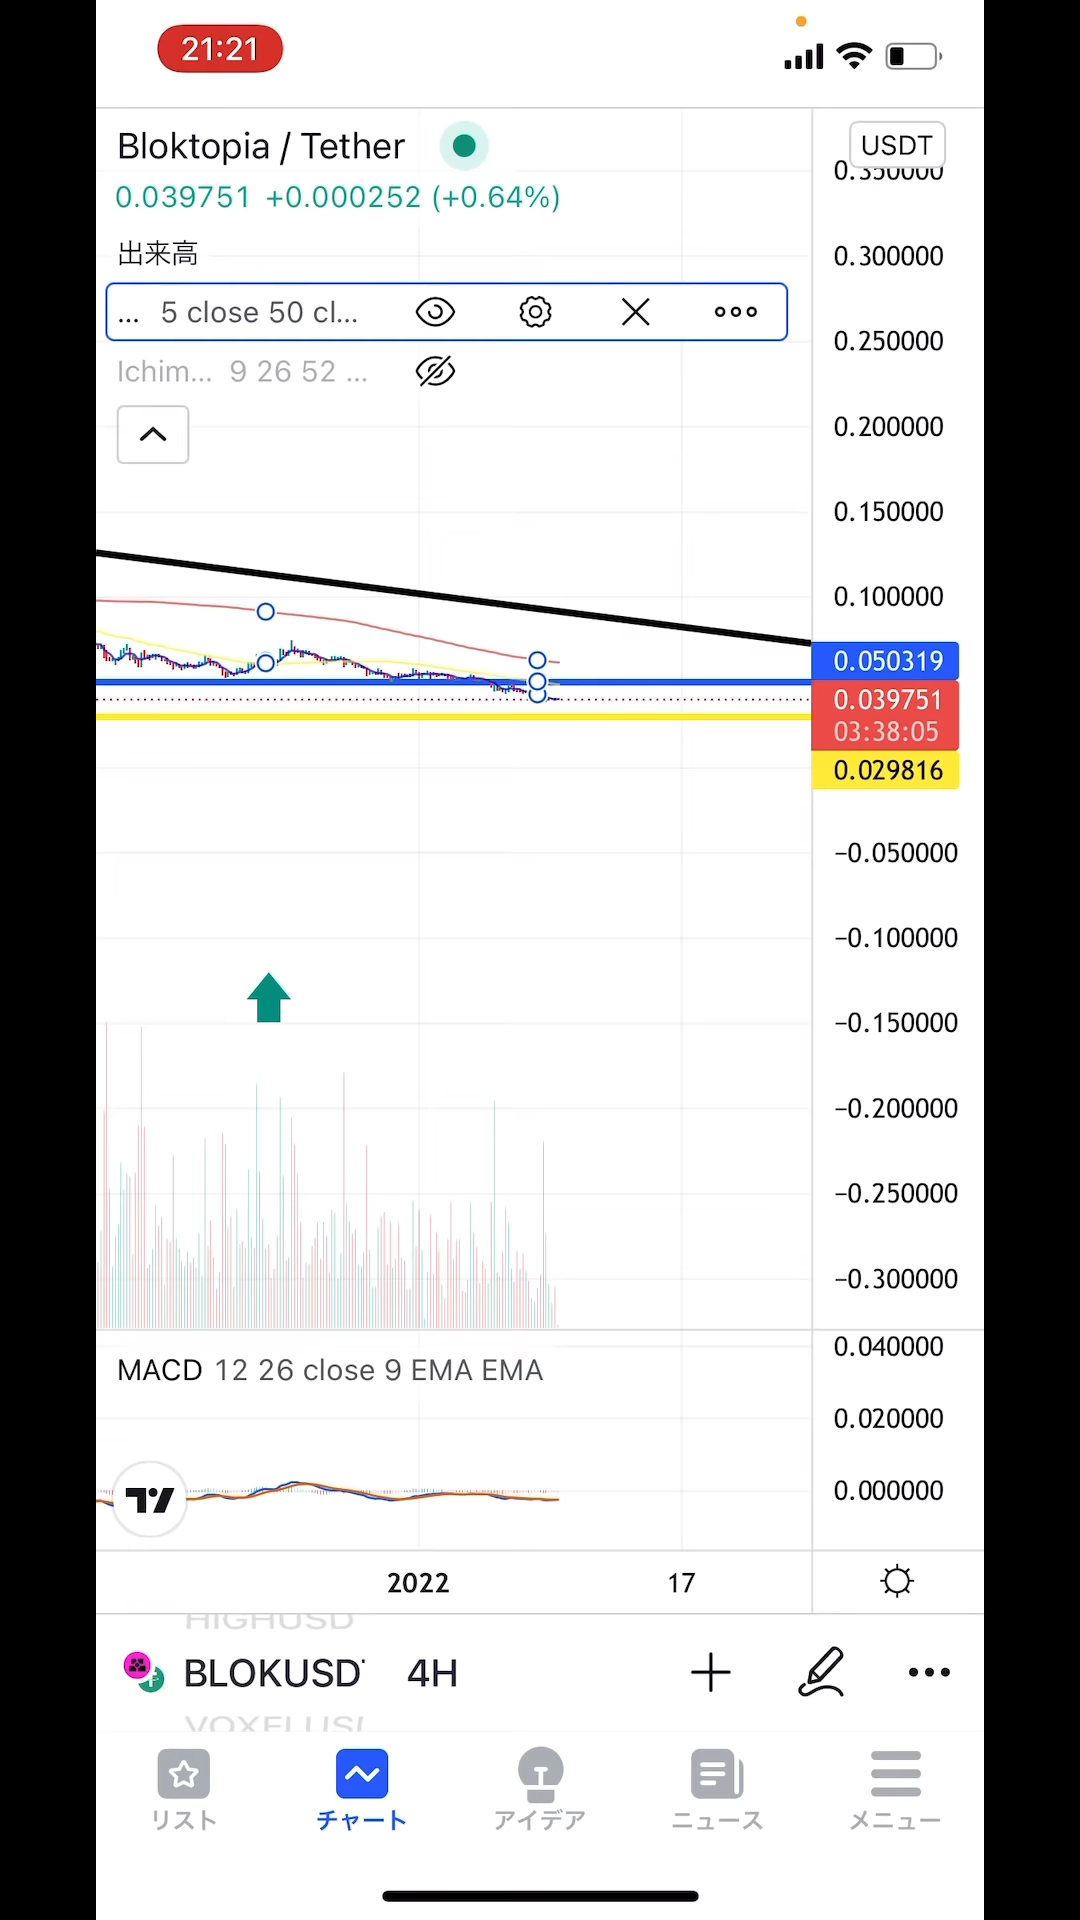 21:21
Bloktopia / Tether
USDT
0.350000
0.039751 +0.000252 (+0.64%)
出来高
0.300000
... 5 close 50 cl...
0.250000
Ichim... 9 26 52 ...
0.200000
0.150000
0.100000
0.050319
0.039751
03:38:05
0.029816
−0.050000
−0.100000
−0.150000
−0.200000
−0.250000
−0.300000
0.040000
MACD 12 26 close 9 EMA EMA
0.020000
0.000000
2022 17
HIGHUSD
BLOKUSD 4H
VOXELUS
リスト チャート アイデア ニュース メニュー